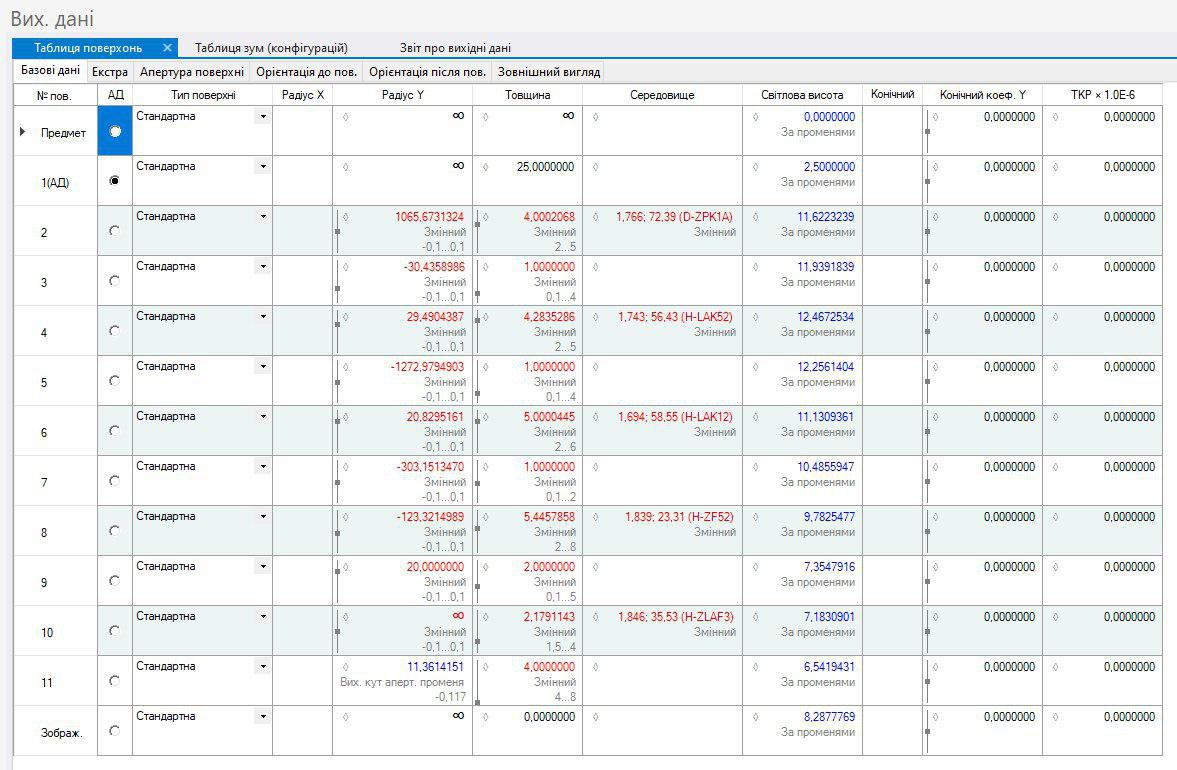 Вих. дані
Таблиця поверхонь ✕ Таблиця зум (конфігурацій) Звіт про вихідні дані
Базові дані Екстра Апертура поверхні Орієнтація до пов. Орієнтація після пов. Зовнішний вигляд
№ пов. АД Тип поверхні Радіус X Радіус Y Товщина Середовище Світлова висота Конічний Конічний коеф. Y ТКР × 1.0E-6
Предмет Стандартна ∞ ∞ 0,0000000 0,0000000 0,0000000
За променями
1(АД) Стандартна ∞ 25,0000000 2,5000000 0,0000000 0,0000000
За променями
2 Стандартна 1065,6731324 4,0002068 1,766; 72,39 (D-ZPK1A) 11,6223239 0,0000000 0,0000000
Змінний Змінний Змінний За променями
-0,1...0,1 2...5
3 Стандартна -30,4358986 1,0000000 11,9391839 0,0000000 0,0000000
Змінний Змінний За променями
-0,1...0,1 0,1...4
4 Стандартна 29,4904387 4,2835286 1,743; 56,43 (H-LAK52) 12,4672534 0,0000000 0,0000000
Змінний Змінний Змінний За променями
-0,1...0,1 2...5
5 Стандартна -1272,9794903 1,0000000 12,2561404 0,0000000 0,0000000
Змінний Змінний За променями
-0,1...0,1 0,1...4
6 Стандартна 20,8295161 5,0000445 1,694; 58,55 (H-LAK12) 11,1309361 0,0000000 0,0000000
Змінний Змінний Змінний За променями
-0,1...0,1 2...6
7 Стандартна -303,1513470 1,0000000 10,4855947 0,0000000 0,0000000
Змінний Змінний За променями
-0,1...0,1 0,1...2
8 Стандартна -123,3214989 5,4457858 1,839; 23,31 (H-ZF52) 9,7825477 0,0000000 0,0000000
Змінний Змінний Змінний За променями
-0,1...0,1 2...8
9 Стандартна 20,0000000 2,0000000 7,3547916 0,0000000 0,0000000
Змінний Змінний За променями
-0,1...0,1 0,1...5
10 Стандартна ∞ 2,1791143 1,846; 35,53 (H-ZLAF3) 7,1830901 0,0000000 0,0000000
Змінний Змінний Змінний За променями
-0,1...0,1 1,5...4
11 Стандартна 11,3614151 4,0000000 6,5419431 0,0000000 0,0000000
Вих. кут аперт. променя Змінний За променями
-0,117 4...8
Зображ. Стандартна ∞ 0,0000000 8,2877769 0,0000000 0,0000000
За променями